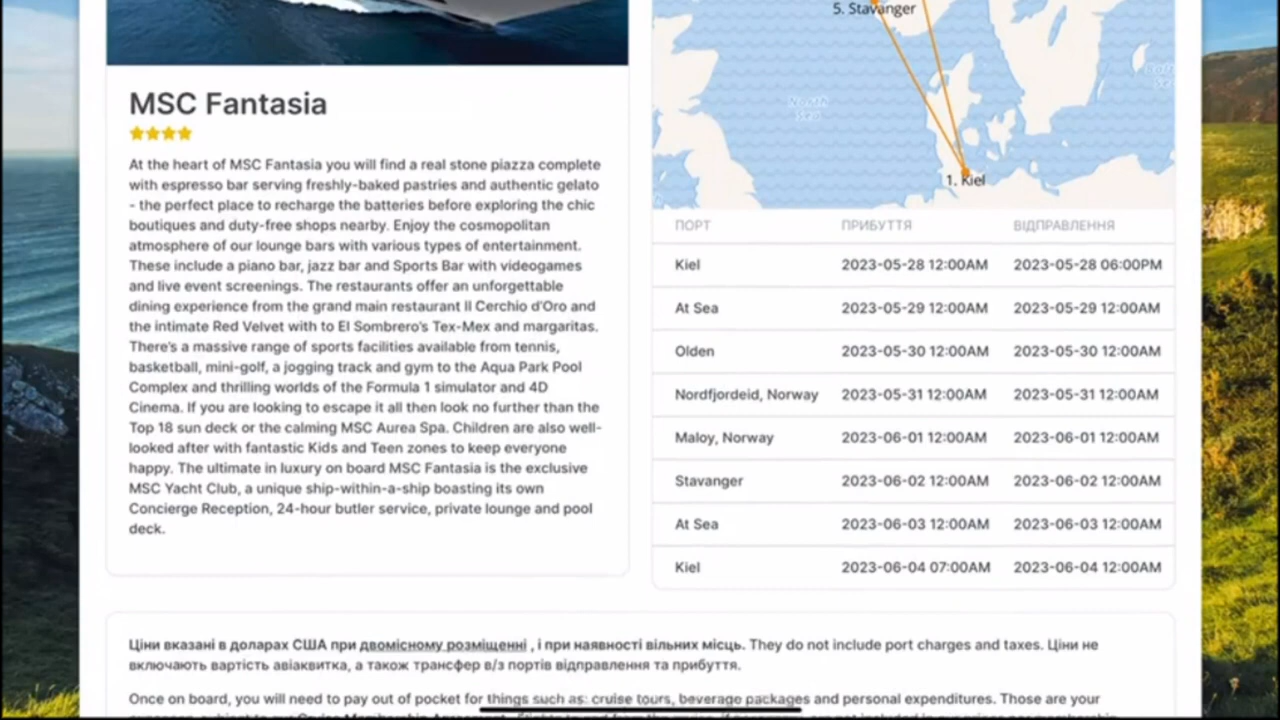 MSC Fantasia
At the heart of MSC Fantasia you will find a real stone piazza complete
with espresso bar serving freshly-baked pastries and authentic gelato
- the perfect place to recharge the batteries before exploring the chic
boutiques and duty-free shops nearby. Enjoy the cosmopolitan
atmosphere of our lounge bars with various types of entertainment.
These include a piano bar, jazz bar and Sports Bar with videogames
and live event screenings. The restaurants offer an unforgettable
dining experience from the grand main restaurant Il Cerchio d'Oro and
the intimate Red Velvet with to El Sombrero's Tex-Mex and margaritas.
There's a massive range of sports facilities available from tennis,
basketball, mini-golf, a jogging track and gym to the Aqua Park Pool
Complex and thrilling worlds of the Formula 1 simulator and 4D
Cinema. If you are looking to escape it all then look no further than the
Top 18 sun deck or the calming MSC Aurea Spa. Children are also well-
looked after with fantastic Kids and Teen zones to keep everyone
happy. The ultimate in luxury on board MSC Fantasia is the exclusive
MSC Yacht Club, a unique ship-within-a-ship boasting its own
Concierge Reception, 24-hour butler service, private lounge and pool
deck.
5. Stavanger
North
Sea
1. Kiel
ПОРТ ПРИБУТТЯ ВІДПРАВЛЕННЯ
Kiel 2023-05-28 12:00AM 2023-05-28 06:00PM
At Sea 2023-05-29 12:00AM 2023-05-29 12:00AM
Olden 2023-05-30 12:00AM 2023-05-30 12:00AM
Nordfjordeid, Norway 2023-05-31 12:00AM 2023-05-31 12:00AM
Maloy, Norway 2023-06-01 12:00AM 2023-06-01 12:00AM
Stavanger 2023-06-02 12:00AM 2023-06-02 12:00AM
At Sea 2023-06-03 12:00AM 2023-06-03 12:00AM
Kiel 2023-06-04 07:00AM 2023-06-04 12:00AM
Ціни вказані в доларах США при двомісному розміщенні , і при наявності вільних місць. They do not include port charges and taxes. Ціни не
включають вартість авіаквитка, а також трансфер в/з портів відправлення та прибуття.
Once on board, you will need to pay out of pocket for things such as: cruise tours, beverage packages and personal expenditures. Those are your